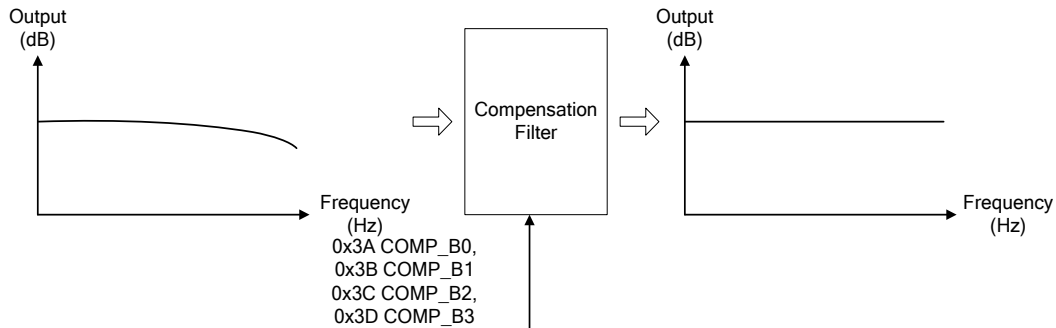 Output
(dB)
Frequency
(Hz)
0x3A COMP_B0,
0x3B COMP_B1
0x3C COMP_B2,
0x3D COMP_B3
Compensation
Filter
Output
(dB)
Frequency
(Hz)